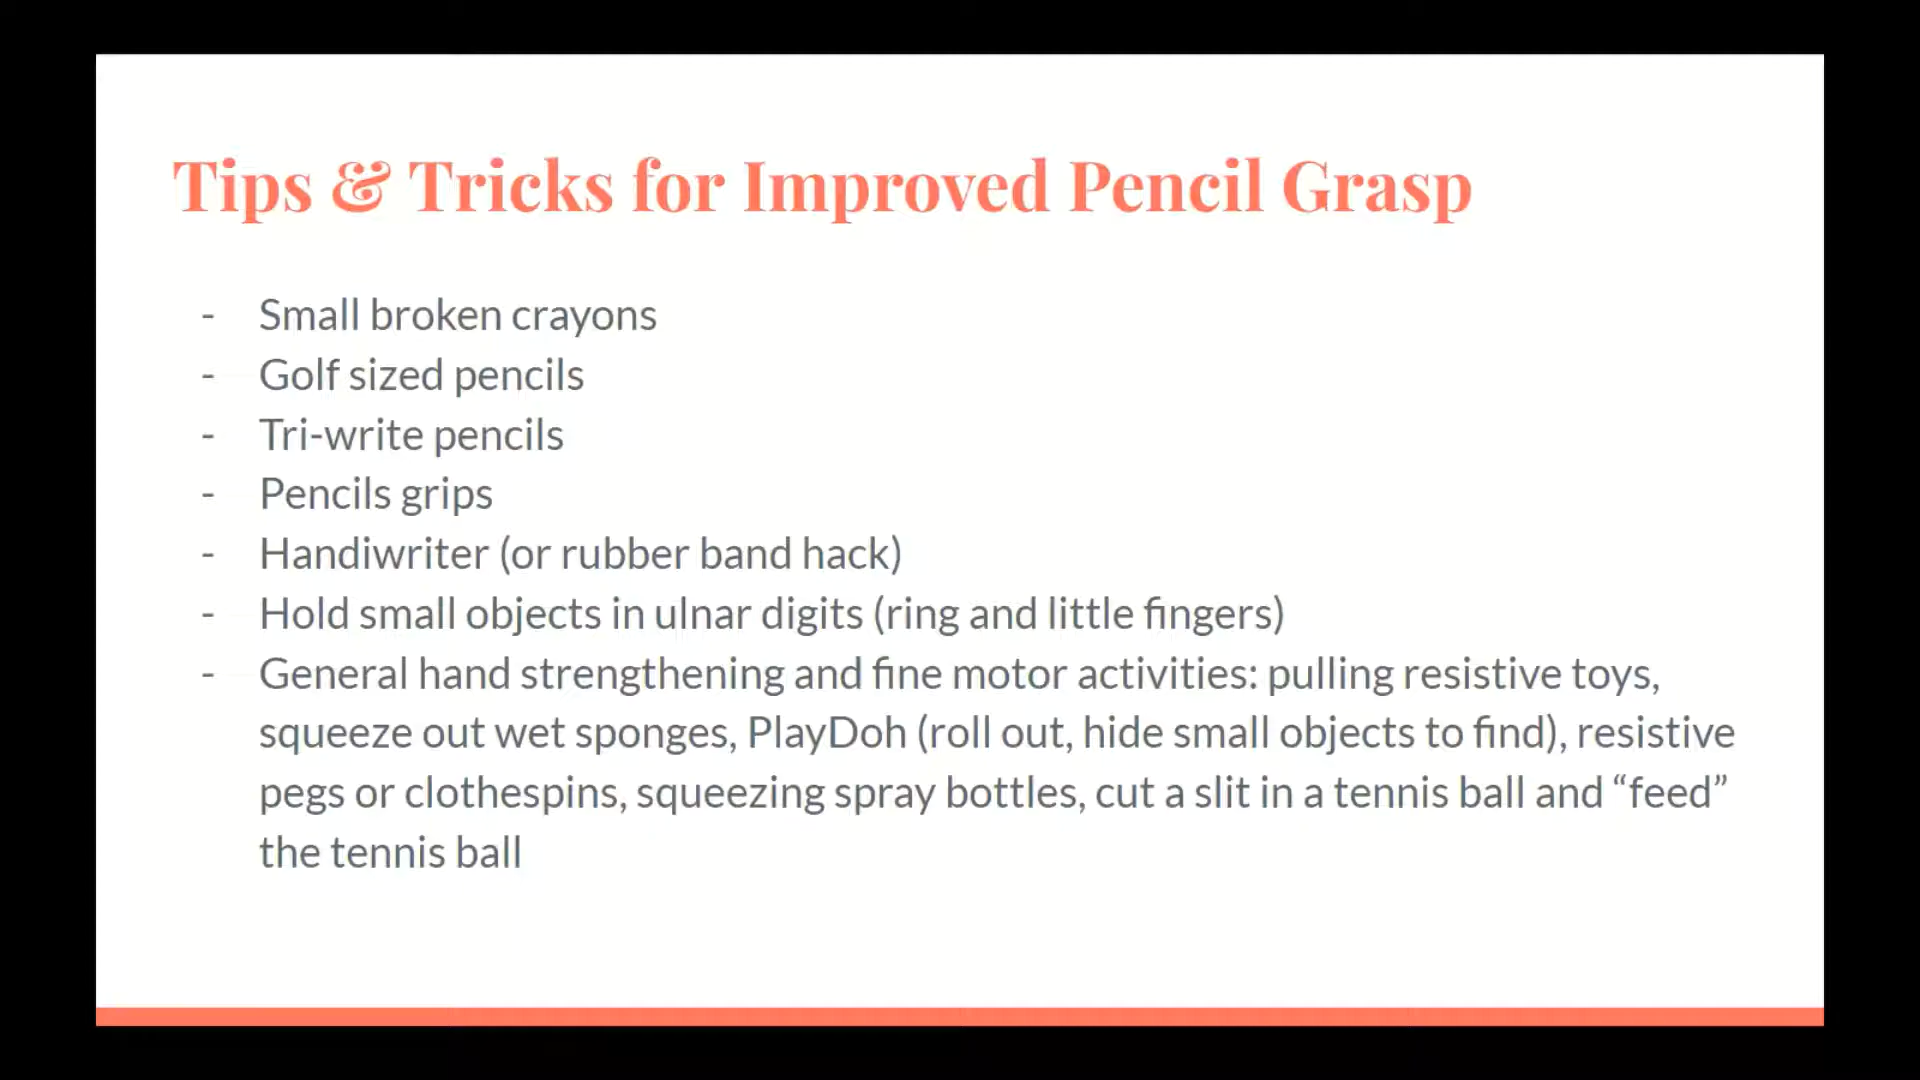 Tips & Tricks for Improved Pencil Grasp
- Small broken crayons
- Golf sized pencils
- Tri-write pencils
- Pencils grips
- Handiwriter (or rubber band hack)
- Hold small objects in ulnar digits (ring and little fingers)
- General hand strengthening and fine motor activities: pulling resistive toys,
squeeze out wet sponges, PlayDoh (roll out, hide small objects to find), resistive
pegs or clothespins, squeezing spray bottles, cut a slit in a tennis ball and “feed”
the tennis ball